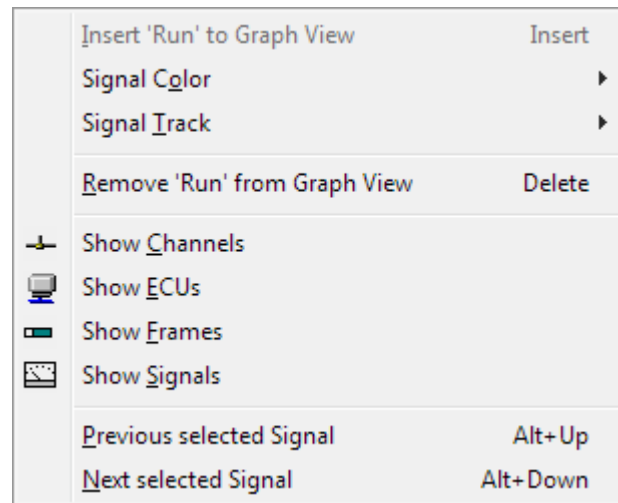 Insert 'Run' to Graph View Insert
Signal Color
Signal Track
Remove 'Run' from Graph View Delete
Show Channels
Show ECUs
Show Frames
Show Signals
Previous selected Signal Alt+Up
Next selected Signal Alt+Down